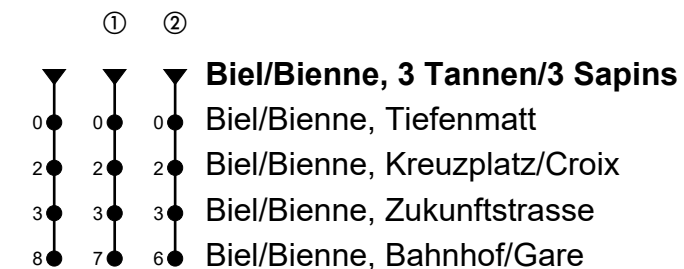 ① ②
Biel/Bienne, 3 Tannen/3 Sapins
0 0 0 Biel/Bienne, Tiefenmatt
2 2 2 Biel/Bienne, Kreuzplatz/Croix
3 3 3 Biel/Bienne, Zukunftstrasse
8 7 6 Biel/Bienne, Bahnhof/Gare